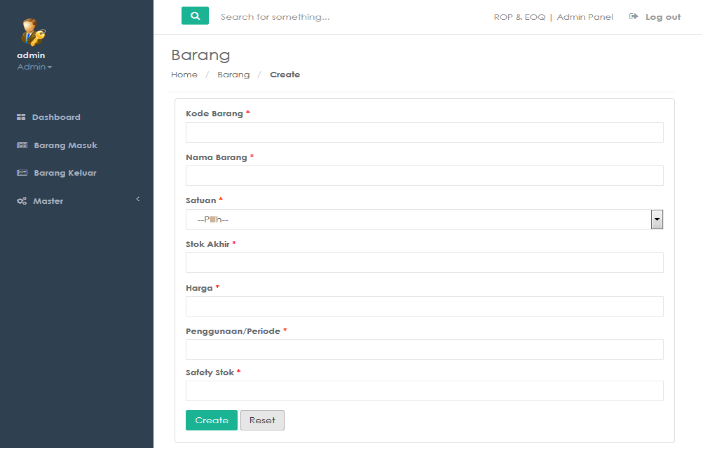 Search for something...
ROP & EOQ | Admin Panel
Log out
admin
Admin
Dashboard
Barang Masuk
Barang Keluar
Master
Barang
Home / Barang / Create
Kode Barang *
Nama Barang *
Satuan *
--Pilih--
Stok Akhir *
Harga *
Penggunaan/Periode *
Safety Stok *
Create
Reset